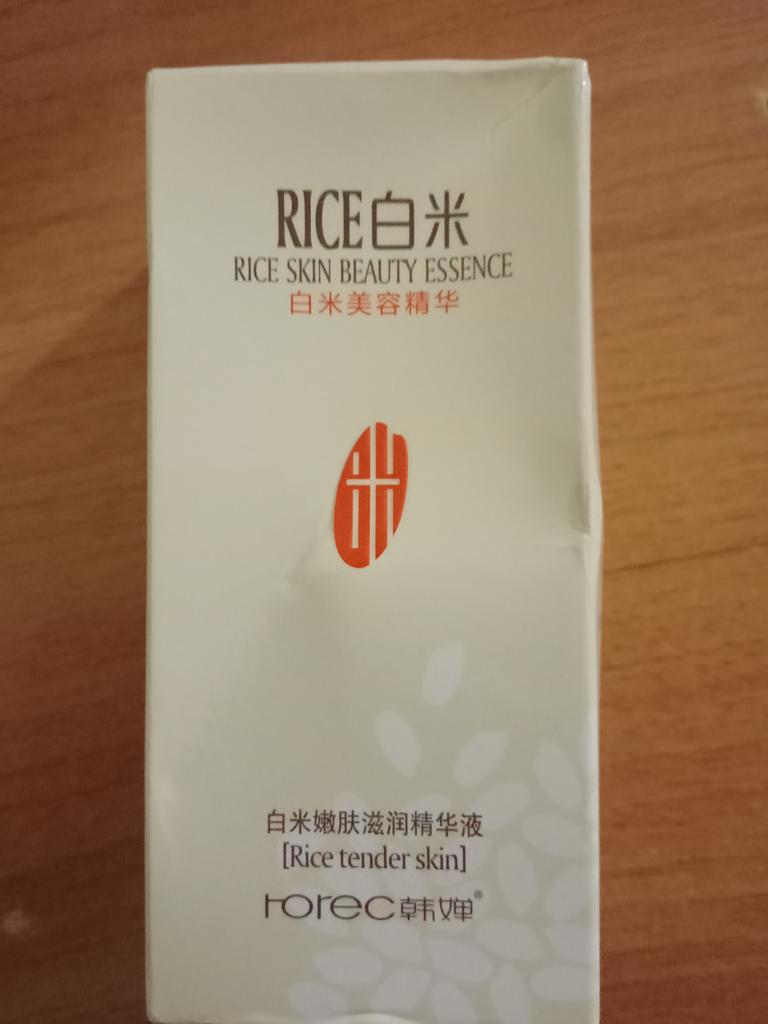 RICE白米
RICE SKIN BEAUTY ESSENCE
白米美容精华
米
白米嫩肤滋润精华液
[Rice tender skin]
rorec韩婵®